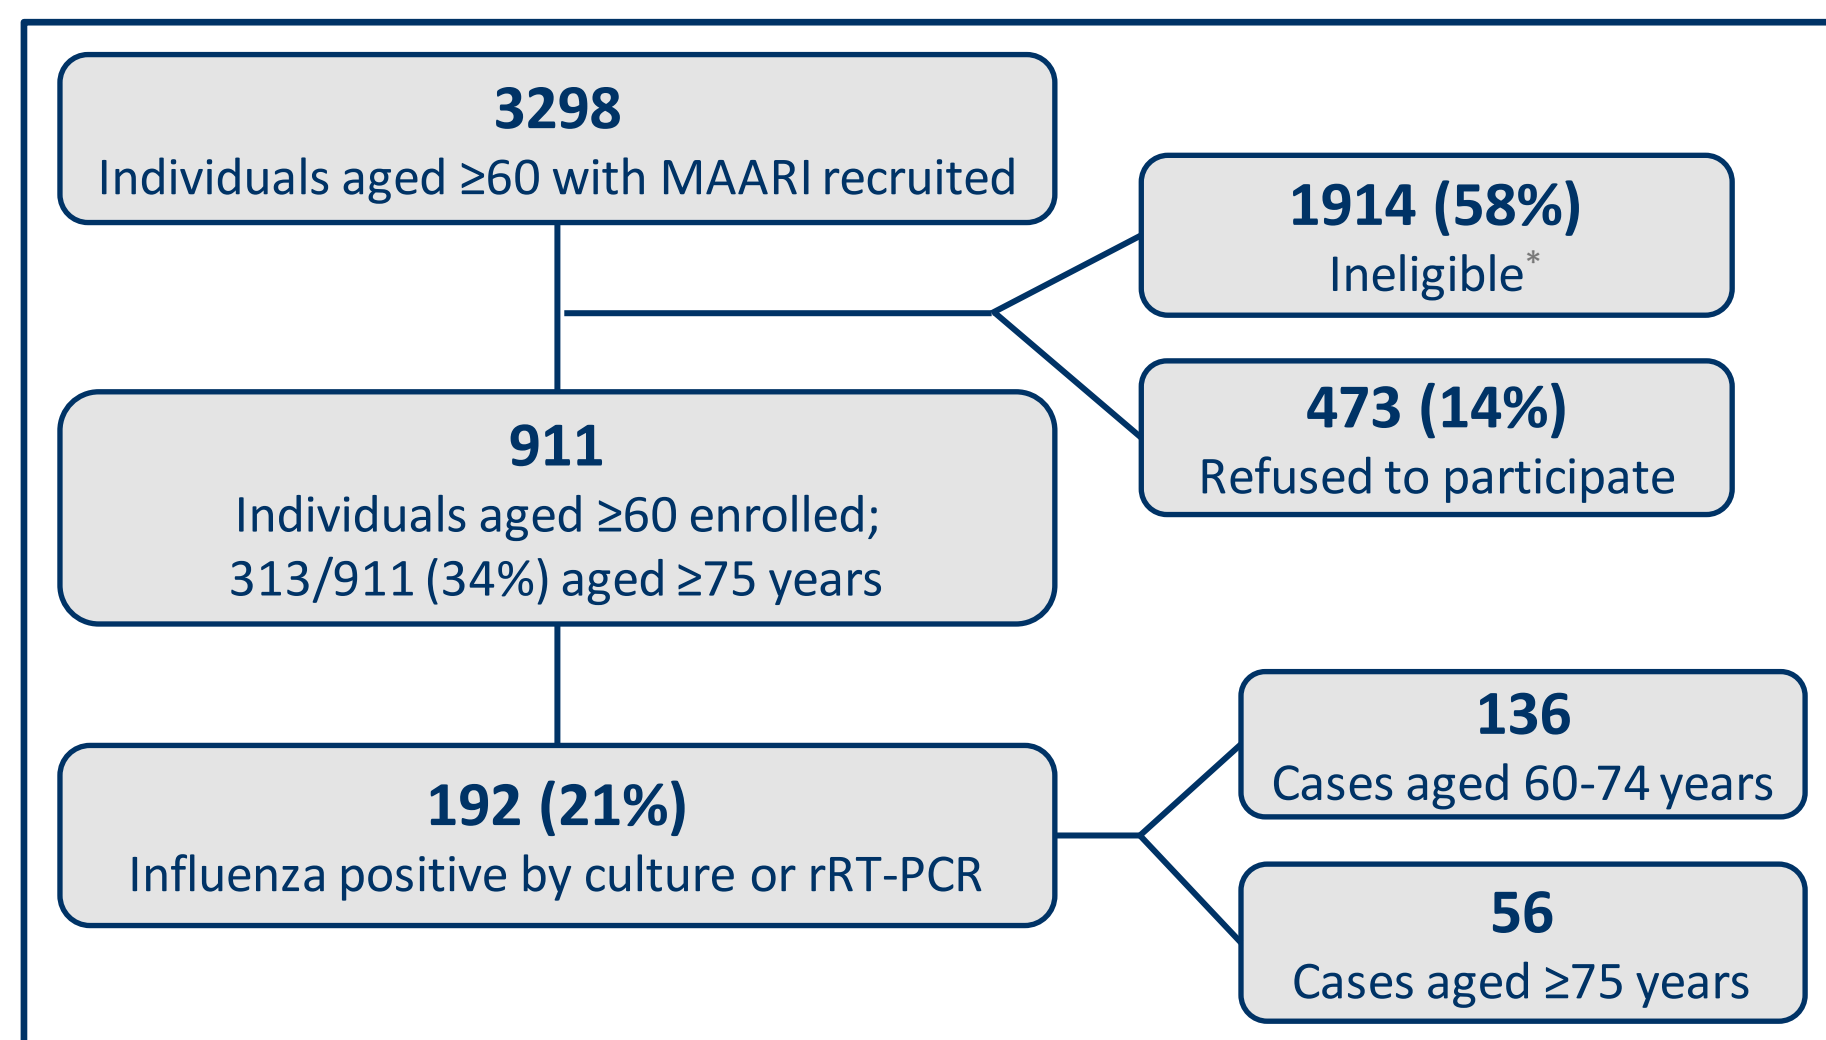 3298
Individuals aged ≥60 with MAARI recruited
1914 (58%)
Ineligible*
473 (14%)
Refused to participate
911
Individuals aged ≥60 enrolled;
313/911 (34%) aged ≥75 years
192 (21%)
Influenza positive by culture or rRT-PCR
136
Cases aged 60-74 years
56
Cases aged ≥75 years